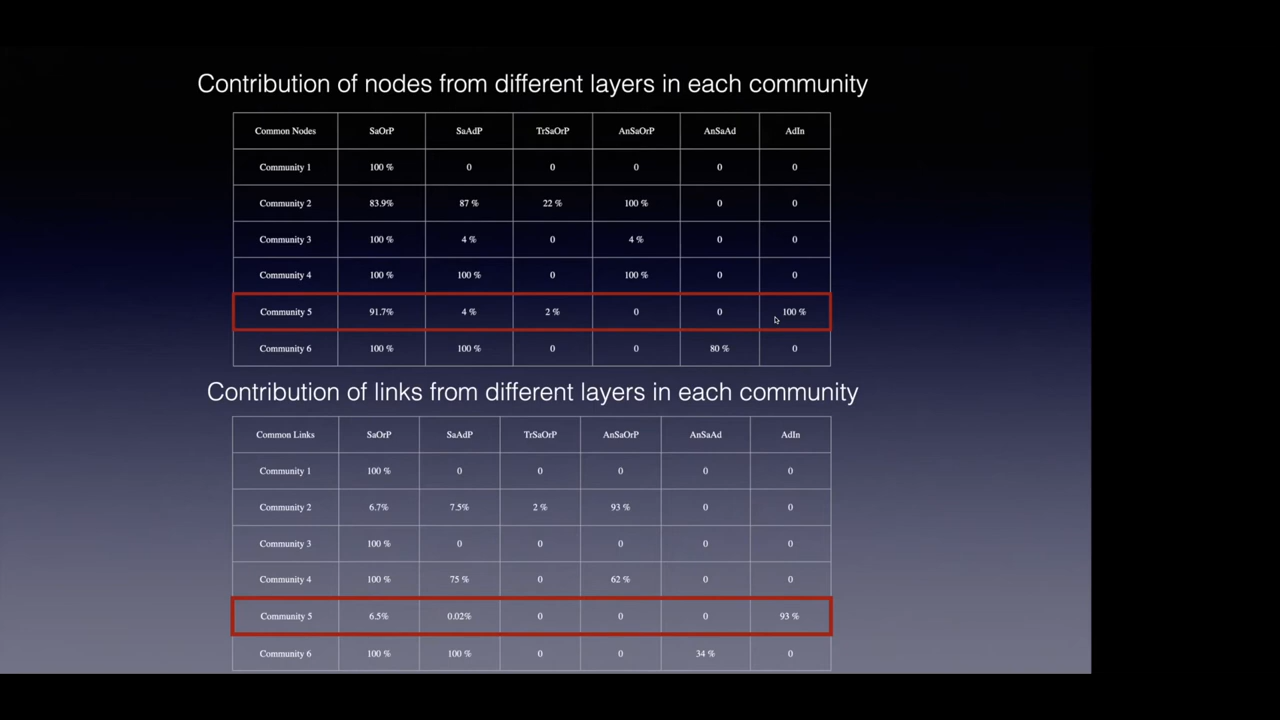 Contribution of nodes from different layers in each community
Common Nodes SaOrP SaAdP TrSaOrP AnSaOrP AnSaAd AdIn
Community 1 100 % 0 0 0 0 0
Community 2 83.9% 87 % 22 % 100 % 0 0
Community 3 100 % 4 % 0 4 % 0 0
Community 4 100 % 100 % 0 100 % 0 0
Community 5 91.7% 4 % 2 % 0 0 100 %
Community 6 100 % 100 % 0 0 80 % 0
Contribution of links from different layers in each community
Common Links SaOrP SaAdP TrSaOrP AnSaOrP AnSaAd AdIn
Community 1 100 % 0 0 0 0 0
Community 2 6.7% 7.5% 2 % 93 % 0 0
Community 3 100 % 0 0 0 0 0
Community 4 100 % 75 % 0 62 % 0 0
Community 5 6.5% 0.02% 0 0 0 93 %
Community 6 100 % 100 % 0 0 34 % 0